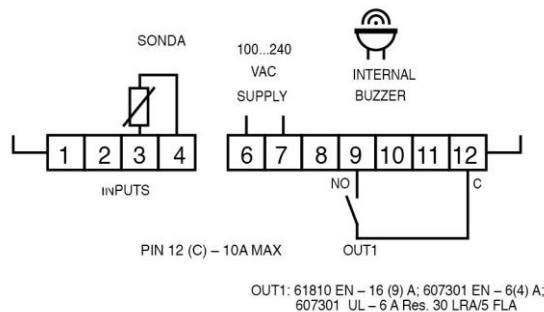 SONDA
100...240
VAC
SUPPLY
INTERNAL
BUZZER
1 2 3 4 6 7 8 9 10 11 12
INPUTS
NO
C
PIN 12 (C) – 10A MAX
OUT1
OUT1: 61810 EN – 16 (9) A; 607301 EN – 6(4) A;
607301 UL – 6 A Res. 30 LRA/5 FLA